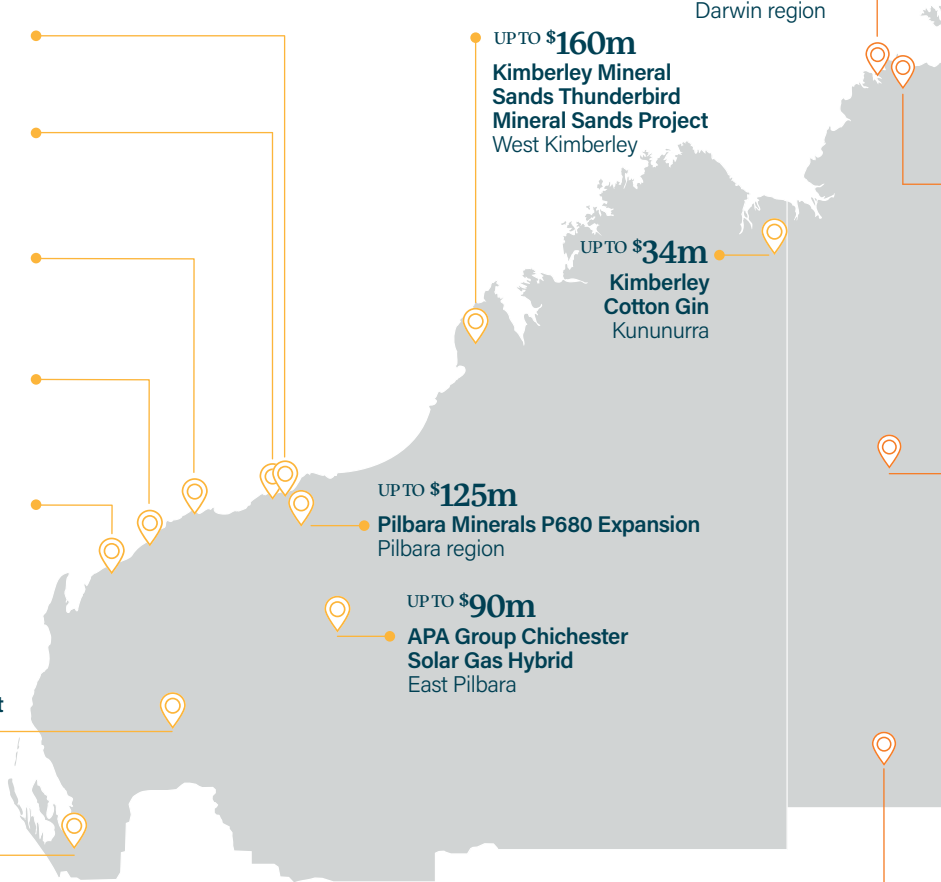 Darwin region
UP TO $160m
Kimberley Mineral
Sands Thunderbird
Mineral Sands Project
West Kimberley
UP TO $34m
Kimberley
Cotton Gin
Kununurra
UP TO $125m
Pilbara Minerals P680 Expansion
Pilbara region
UP TO $90m
APA Group Chichester
Solar Gas Hybrid
East Pilbara